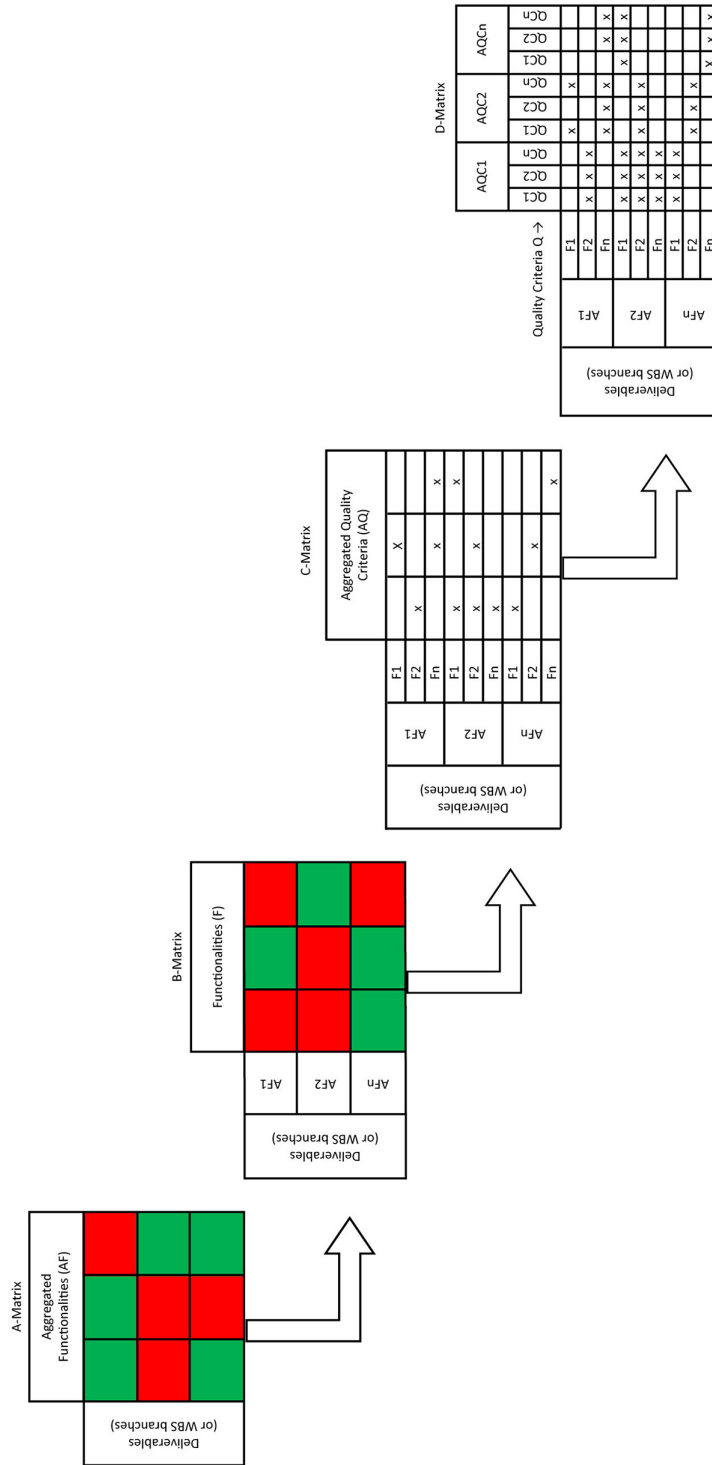 A-Matrix
Aggregated
Functionalities (AF)
Deliverables
(or WBS branches)
B-Matrix
Functionalities (F)
Deliverables
(or WBS branches)
AF1
AF2
AFn
C-Matrix
Aggregated Quality
Criteria (AQ)
Deliverables
(or WBS branches)
AF1
F1 X
F2 x
Fn x x
AF2
F1 x x
F2 x x
Fn x
AFn
F1 x
F2 x
Fn x
D-Matrix
AQC1 AQC2 AQCn
Quality Criteria Q → QC1 QC2 QCn QC1 QC2 QCn QC1 QC2 QCn
Deliverables
(or WBS branches)
AF1
F1 x x
F2 x x x
Fn x x x x x
AF2
F1 x x x x x x
F2 x x x x x x
Fn x x x
AFn
F1 x x x
F2 x x x
Fn x x x